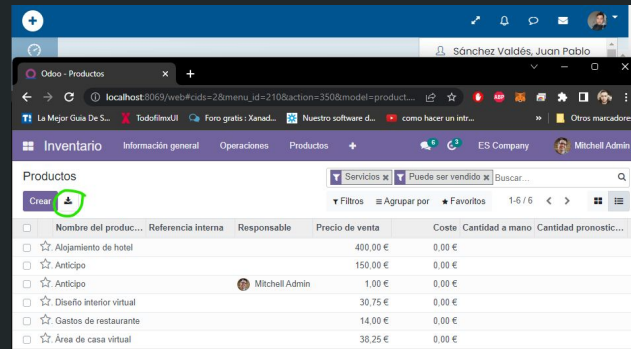 Sánchez Valdés, Juan Pablo
Odoo - Productos
localhost:8069/web#cids=2&menu_id=210&action=350&model=product....
La Mejor Guia De S... TodofilmxUl Foro gratis : Xanad... Nuestro software d... como hacer un intr... » Otros marcadores
Inventario Información general Operaciones Productos 6 3 ES Company Mitchell Admin
Productos Servicios Puede ser vendido Buscar...
Crear Filtros Agrupar por Favoritos 1-6 / 6
Nombre del produc... Referencia interna Responsable Precio de venta Coste Cantidad a mano Cantidad pronostic...
Alojamiento de hotel 400,00 € 0,00 €
Anticipo 150,00 € 0,00 €
Anticipo Mitchell Admin 1,00 € 0,00 €
Diseño interior virtual 30,75 € 0,00 €
Gastos de restaurante 14,00 € 0,00 €
Área de casa virtual 38,25 € 0,00 €